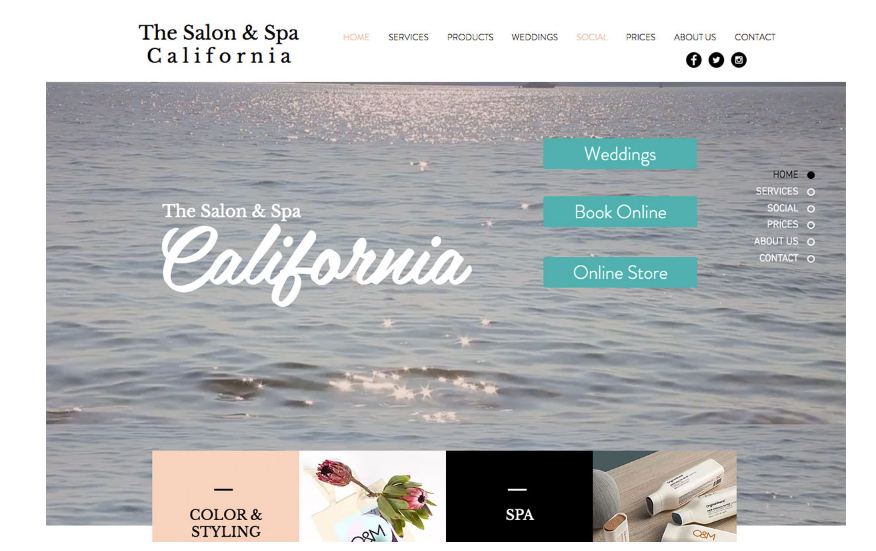 The Salon & Spa
California
HOME SERVICES PRODUCTS WEDDINGS SOCIAL PRICES ABOUT US CONTACT
Weddings
HOME
SERVICES
The Salon & Spa
Book Online
SOCIAL
PRICES
California
ABOUT US
CONTACT
Online Store
COLOR &
STYLING
O&M
SPA
O&M